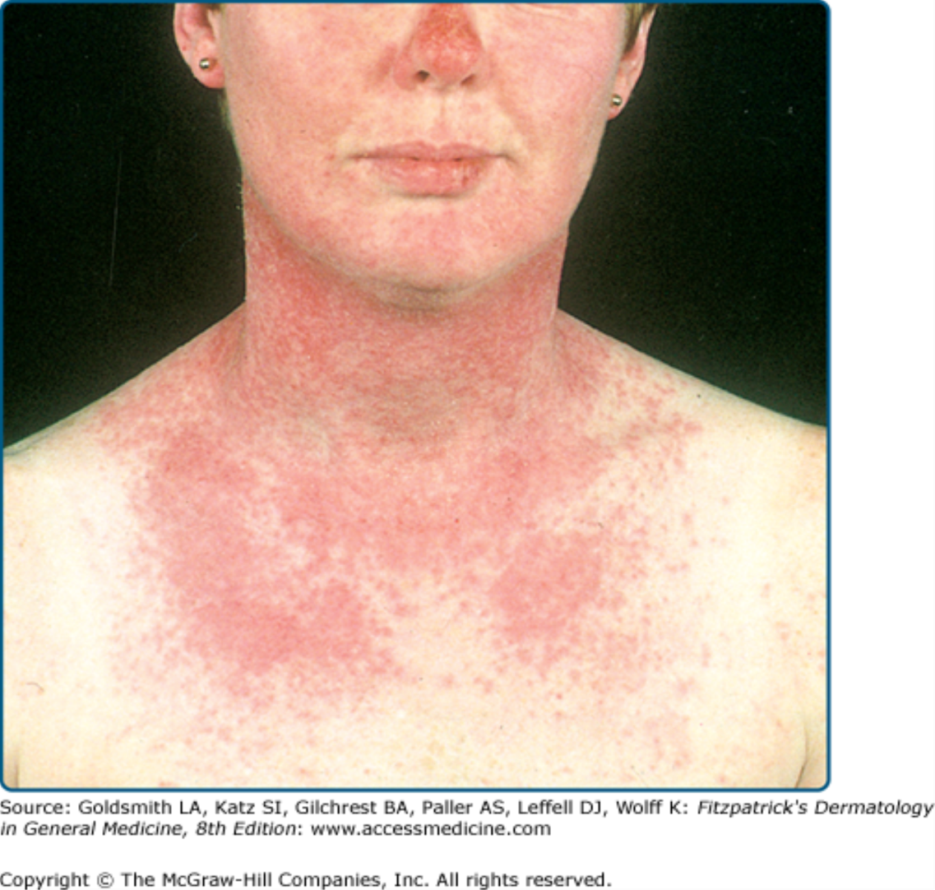 Source: Goldsmith LA, Katz SI, Gilchrest BA, Paller AS, Leffell DJ, Wolff K: Fitzpatrick's Dermatology
in General Medicine, 8th Edition: www.accessmedicine.com
Copyright © The McGraw-Hill Companies, Inc. All rights reserved.